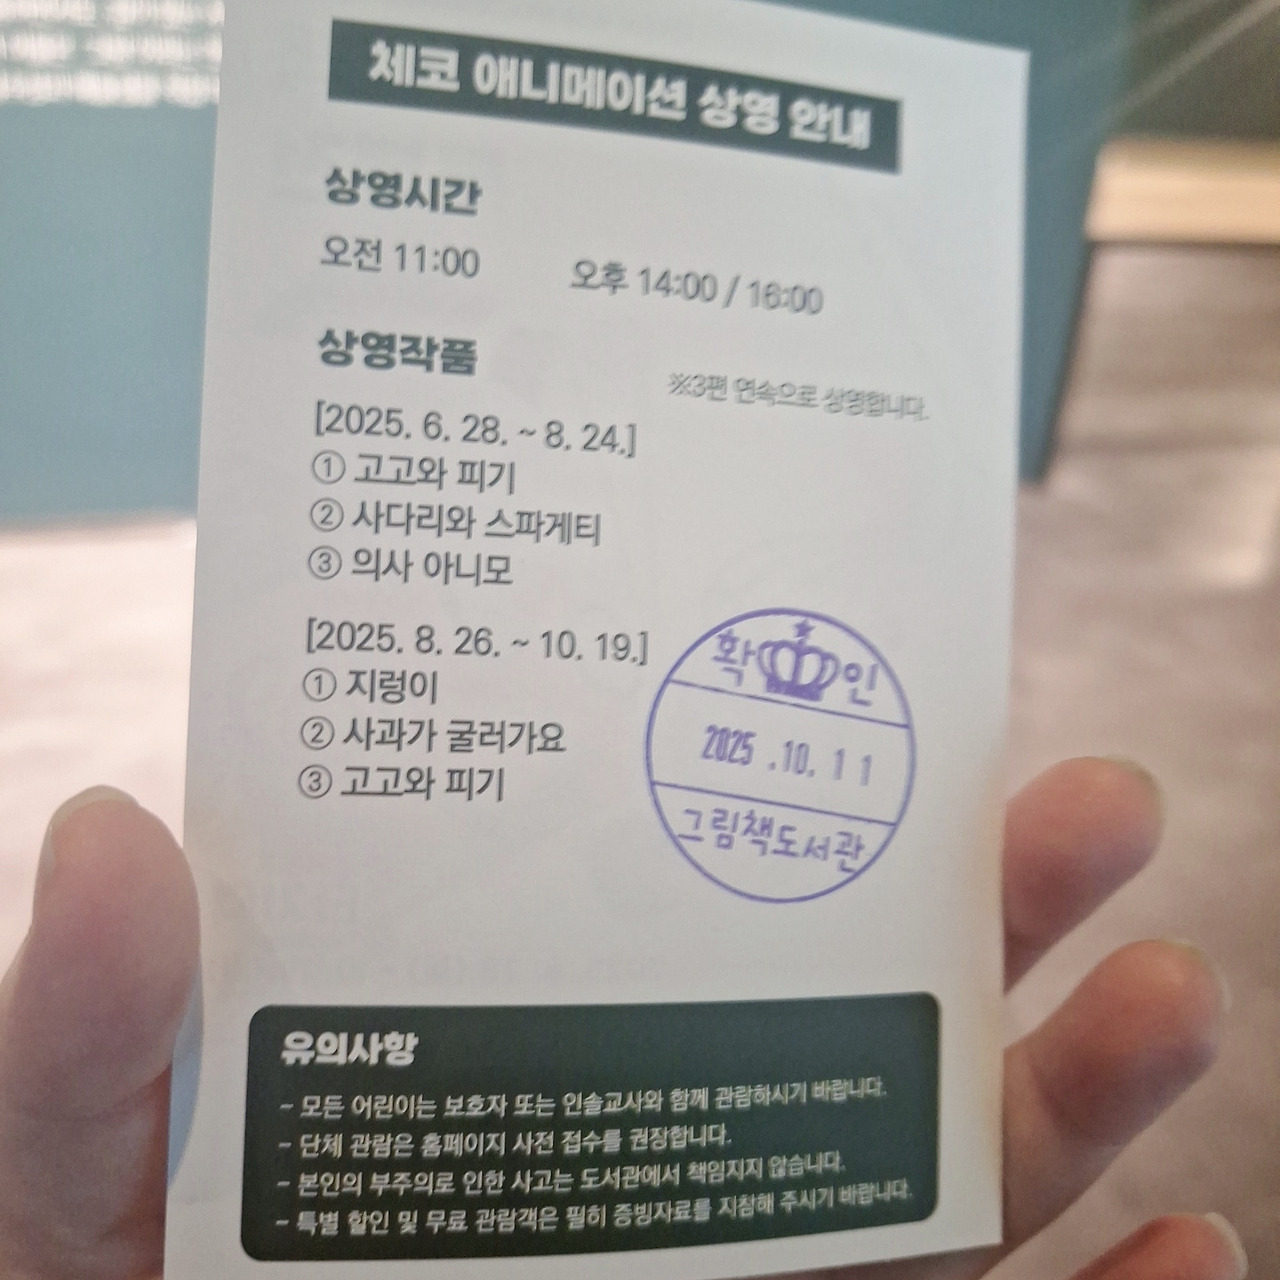 체코 애니메이션 상영 안내
상영시간
오전 11:00 오후 14:00 / 16:00
상영작품
※3편 연속으로 상영합니다.
[2025. 6. 28. ~ 8. 24.]
① 고고와 피기
② 사다리와 스파게티
③ 의사 아니모
[2025. 8. 26. ~ 10. 19.]
① 지렁이
② 사과가 굴러가요
③ 고고와 피기
확인
2025 .10. 11
그림책도서관
유의사항
- 모든 어린이는 보호자 또는 인솔교사와 함께 관람하시기 바랍니다.
- 단체 관람은 홈페이지 사전 접수를 권장합니다.
- 본인의 부주의로 인한 사고는 도서관에서 책임지지 않습니다.
- 특별 할인 및 무료 관람객은 필히 증빙자료를 지참해 주시기 바랍니다.